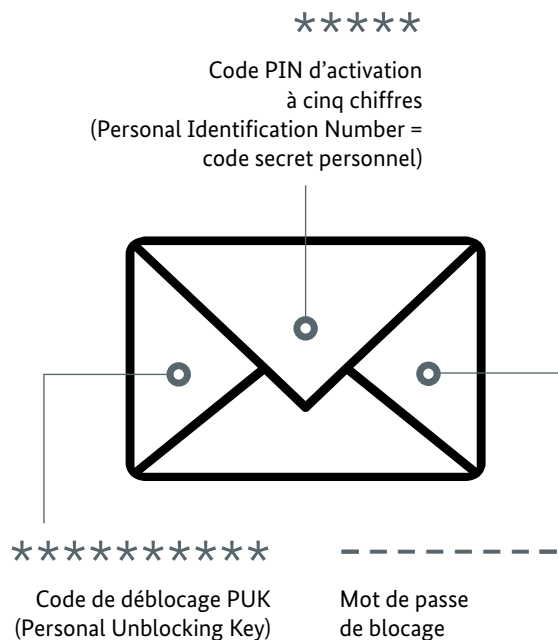 *****
Code PIN d’activation
à cinq chiffres
(Personal Identification Number =
code secret personnel)
**********
Code de déblocage PUK
(Personal Unblocking Key)
– – – – – – – –
Mot de passe
de blocage